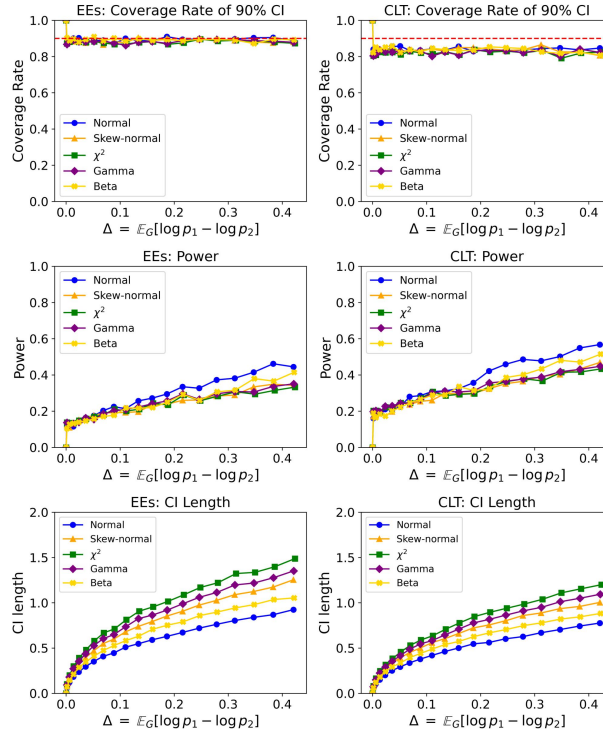 EEs: Coverage Rate of 90% CI
1.0
0.8
0.6
0.4
0.2
0.0
Coverage Rate
Normal
Skew-normal
χ²
Gamma
Beta
0.0 0.1 0.2 0.3 0.4
Δ = 𝔼_G[log p₁ − log p₂]
CLT: Coverage Rate of 90% CI
1.0
0.8
0.6
0.4
0.2
0.0
Coverage Rate
Normal
Skew-normal
χ²
Gamma
Beta
0.0 0.1 0.2 0.3 0.4
Δ = 𝔼_G[log p₁ − log p₂]
EEs: Power
1.0
0.8
0.6
0.4
0.2
0.0
Power
Normal
Skew-normal
χ²
Gamma
Beta
0.0 0.1 0.2 0.3 0.4
Δ = 𝔼_G[log p₁ − log p₂]
CLT: Power
1.0
0.8
0.6
0.4
0.2
0.0
Power
Normal
Skew-normal
χ²
Gamma
Beta
0.0 0.1 0.2 0.3 0.4
Δ = 𝔼_G[log p₁ − log p₂]
EEs: CI Length
2.0
1.5
1.0
0.5
0.0
CI length
Normal
Skew-normal
χ²
Gamma
Beta
0.0 0.1 0.2 0.3 0.4
Δ = 𝔼_G[log p₁ − log p₂]
CLT: CI Length
2.0
1.5
1.0
0.5
0.0
CI length
Normal
Skew-normal
χ²
Gamma
Beta
0.0 0.1 0.2 0.3 0.4
Δ = 𝔼_G[log p₁ − log p₂]